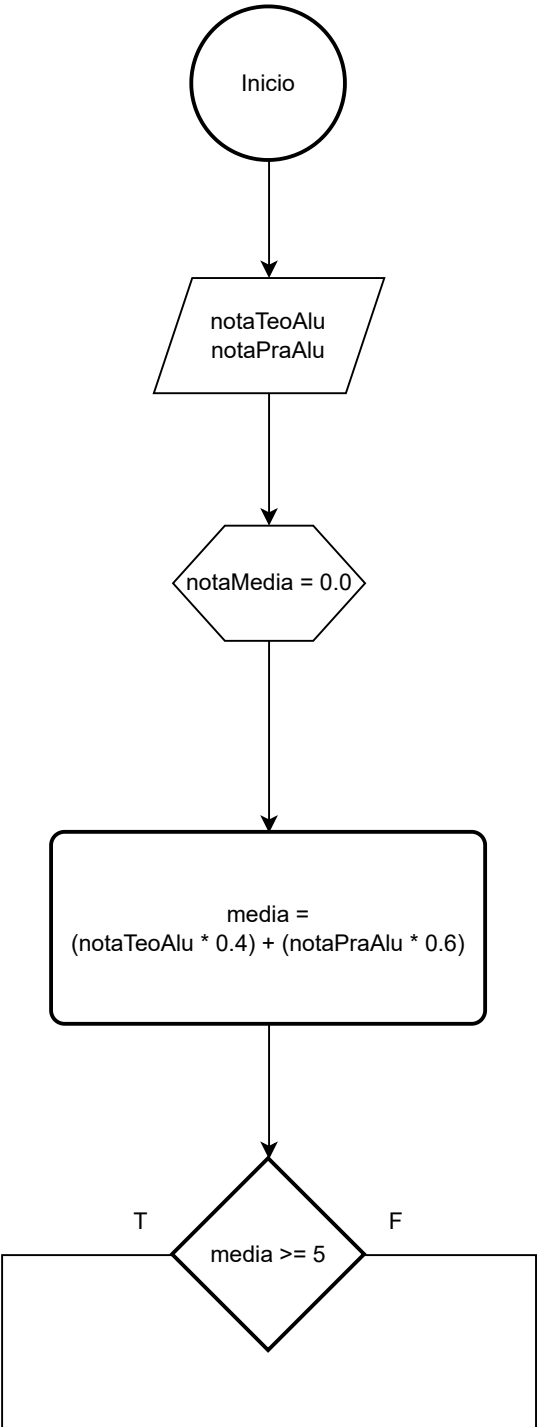 Inicio
notaTeoAlu
notaPraAlu
notaMedia = 0.0
media =
(notaTeoAlu * 0.4) + (notaPraAlu * 0.6)
T
F
media >= 5